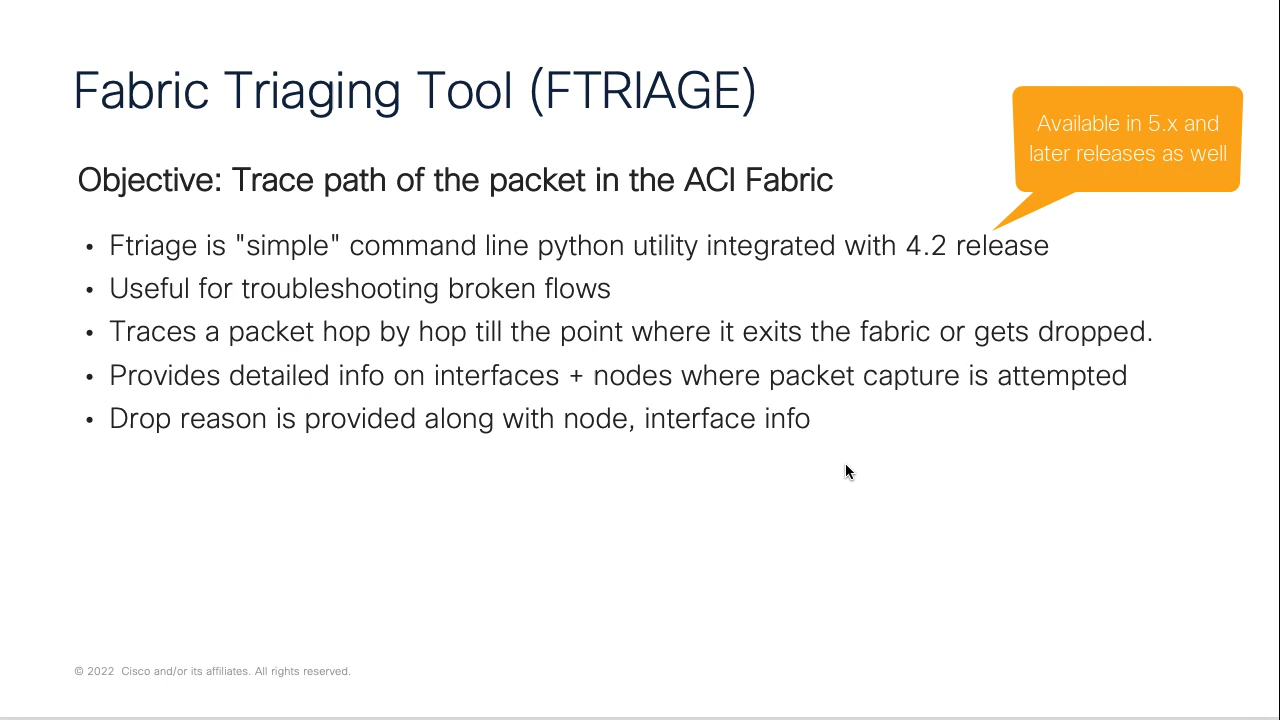 Fabric Triaging Tool (FTRIAGE)
Available in 5.x and
later releases as well
Objective: Trace path of the packet in the ACI Fabric
• Ftriage is "simple" command line python utility integrated with 4.2 release
• Useful for troubleshooting broken flows
• Traces a packet hop by hop till the point where it exits the fabric or gets dropped.
• Provides detailed info on interfaces + nodes where packet capture is attempted
• Drop reason is provided along with node, interface info
© 2022 Cisco and/or its affiliates. All rights reserved.